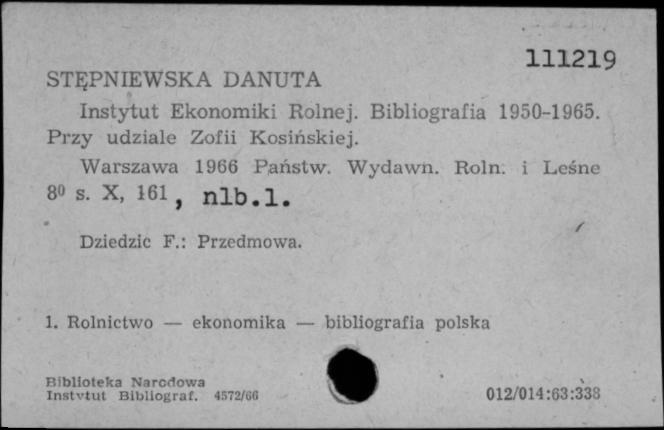 111219
STĘPNIEWSKA DANUTA
Instytut Ekonomiki Rolnej. Bibliografia 1950-1965.
Przy udziale Zofii Kosińskiej.
Warszawa 1966 Państw. Wydawn. Roln. i Leśne
8⁰ s. X, 161, nlb.1.
Dziedzic F.: Przedmowa.
1. Rolnictwo — ekonomika — bibliografia polska
Biblioteka Narodowa
Instytut Bibliograf. 4572/66
012/014:63:338